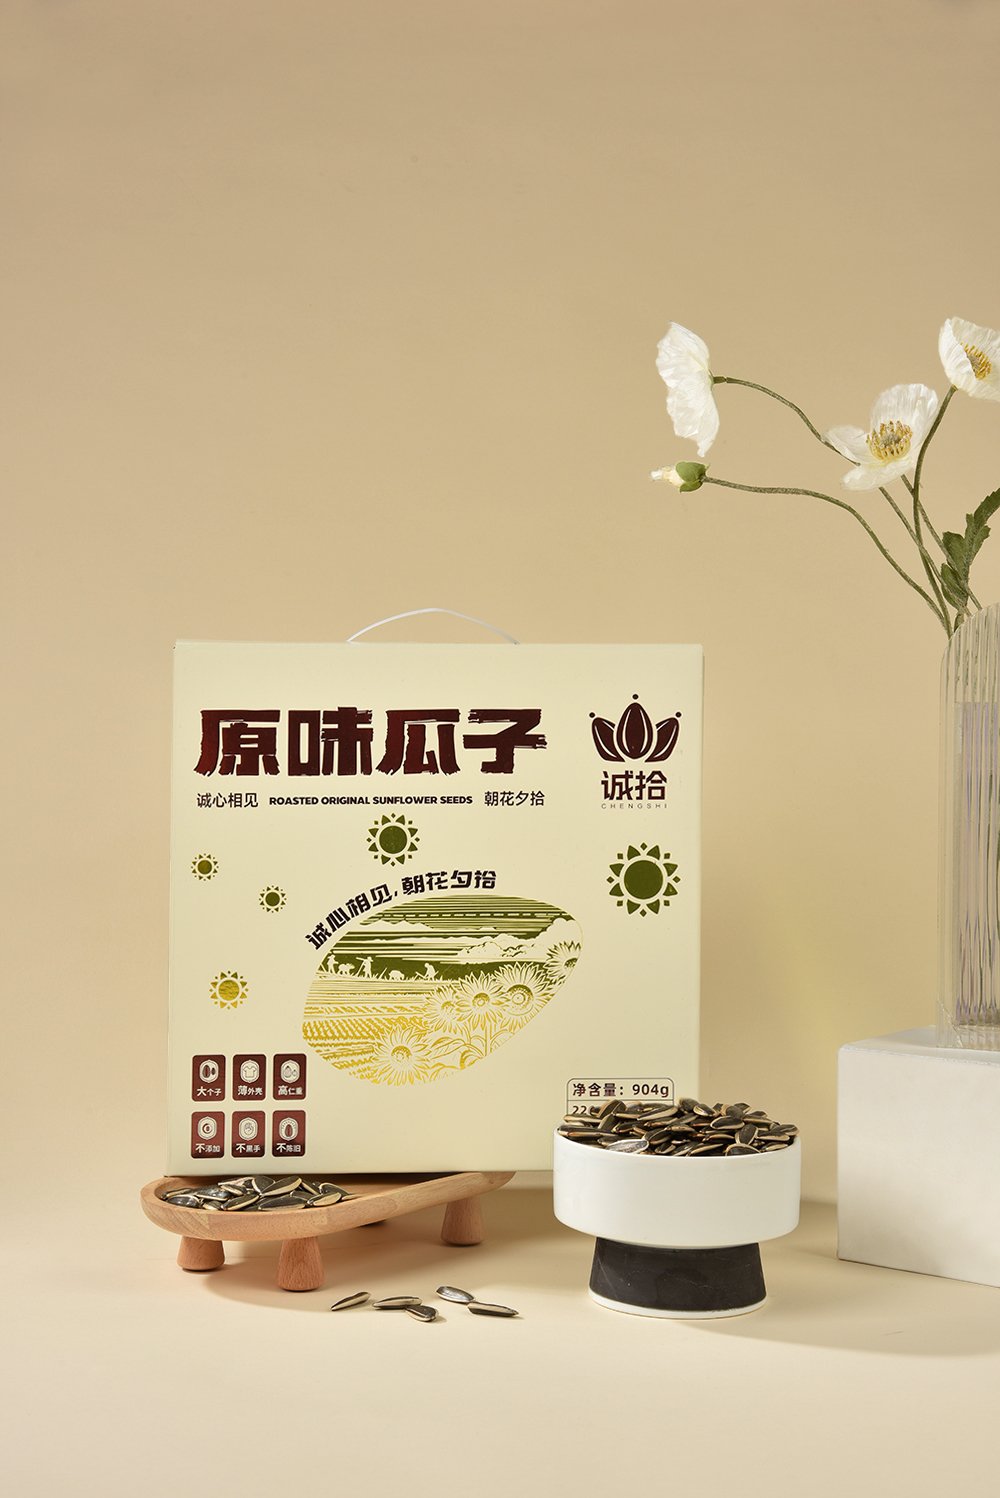 原味瓜子
诚心相见 ROASTED ORIGINAL SUNFLOWER SEEDS 朝花夕拾
诚拾
CHENGSHI
诚心相见,朝花夕拾
大个子 薄外壳 高仁重
不添加 不黑手 不陈旧
净含量：904g